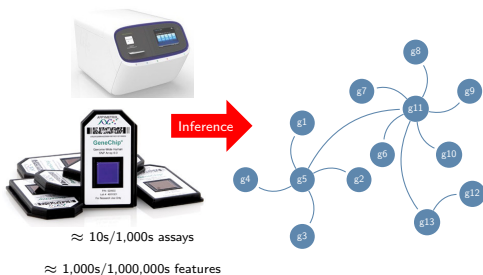 GeneChip®
Inference
≈ 10s/1,000s assays
≈ 1,000s/1,000,000s features
g8
g7
g9
g11
g1
g6
g10
g4
g5
g2
g12
g13
g3